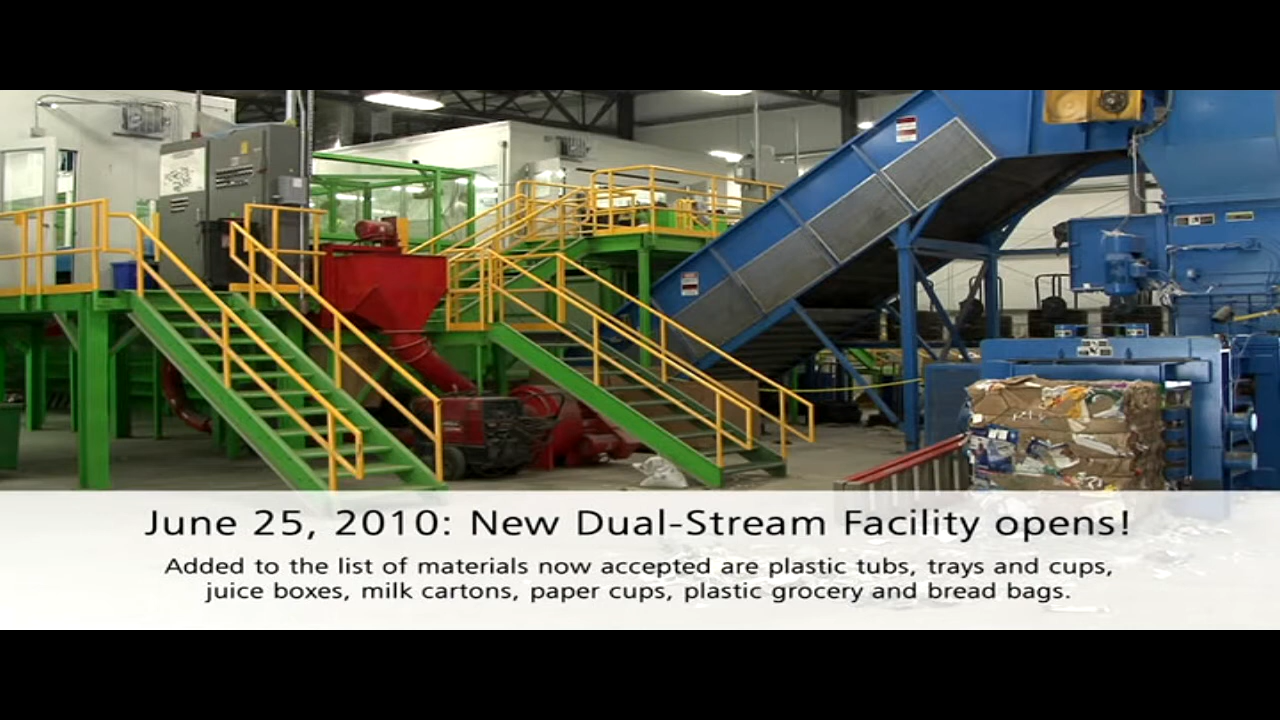 June 25, 2010: New Dual-Stream Facility opens!
Added to the list of materials now accepted are plastic tubs, trays and cups,
juice boxes, milk cartons, paper cups, plastic grocery and bread bags.